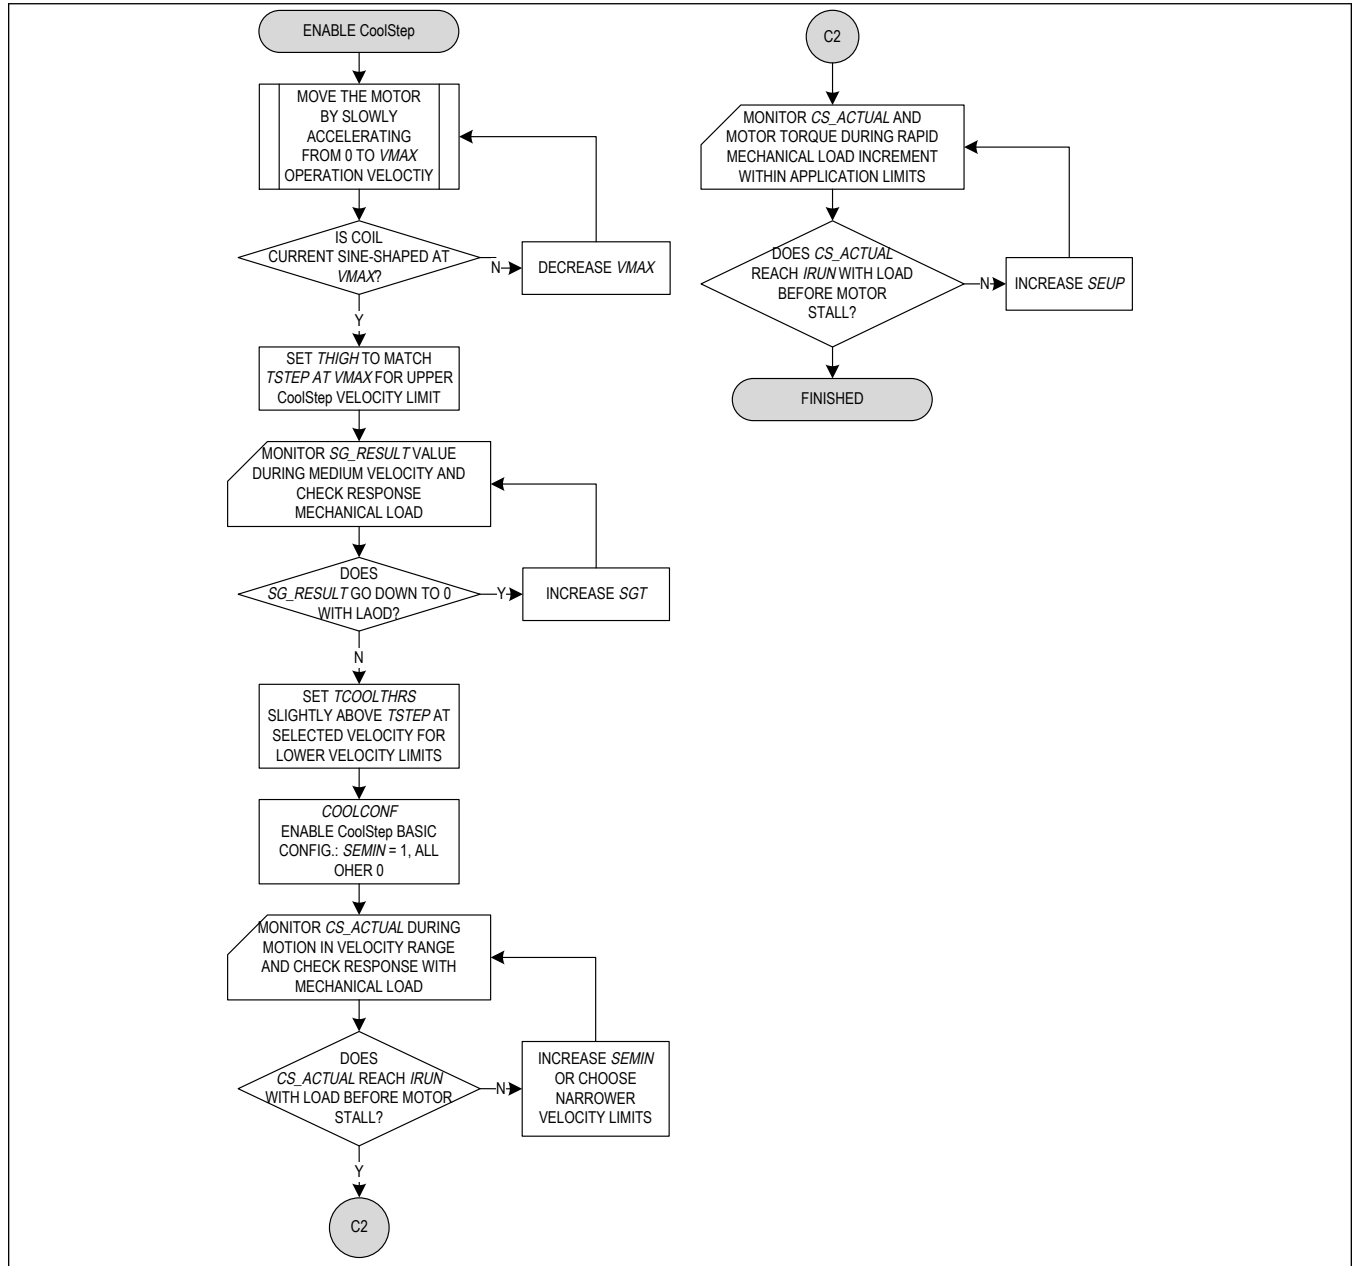 ENABLE CoolStep
MOVE THE MOTOR
BY SLOWLY
ACCELERATING
FROM 0 TO VMAX
OPERATION VELOCTIY
IS COIL
CURRENT SINE-SHAPED AT
VMAX?
N
DECREASE VMAX
Y
SET THIGH TO MATCH
TSTEP AT VMAX FOR UPPER
CoolStep VELOCITY LIMIT
MONITOR SG_RESULT VALUE
DURING MEDIUM VELOCITY AND
CHECK RESPONSE
MECHANICAL LOAD
DOES
SG_RESULT GO DOWN TO 0
WITH LAOD?
Y
INCREASE SGT
N
SET TCOOLTHRS
SLIGHTLY ABOVE TSTEP AT
SELECTED VELOCITY FOR
LOWER VELOCITY LIMITS
COOLCONF
ENABLE CoolStep BASIC
CONFIG.: SEMIN = 1, ALL
OHER 0
MONITOR CS_ACTUAL DURING
MOTION IN VELOCITY RANGE
AND CHECK RESPONSE WITH
MECHANICAL LOAD
DOES
CS_ACTUAL REACH IRUN
WITH LOAD BEFORE MOTOR
STALL?
N
INCREASE SEMIN
OR CHOOSE
NARROWER
VELOCITY LIMITS
Y
C2
C2
MONITOR CS_ACTUAL AND
MOTOR TORQUE DURING RAPID
MECHANICAL LOAD INCREMENT
WITHIN APPLICATION LIMITS
DOES CS_ACTUAL
REACH IRUN WITH LOAD
BEFORE MOTOR
STALL?
N
INCREASE SEUP
FINISHED